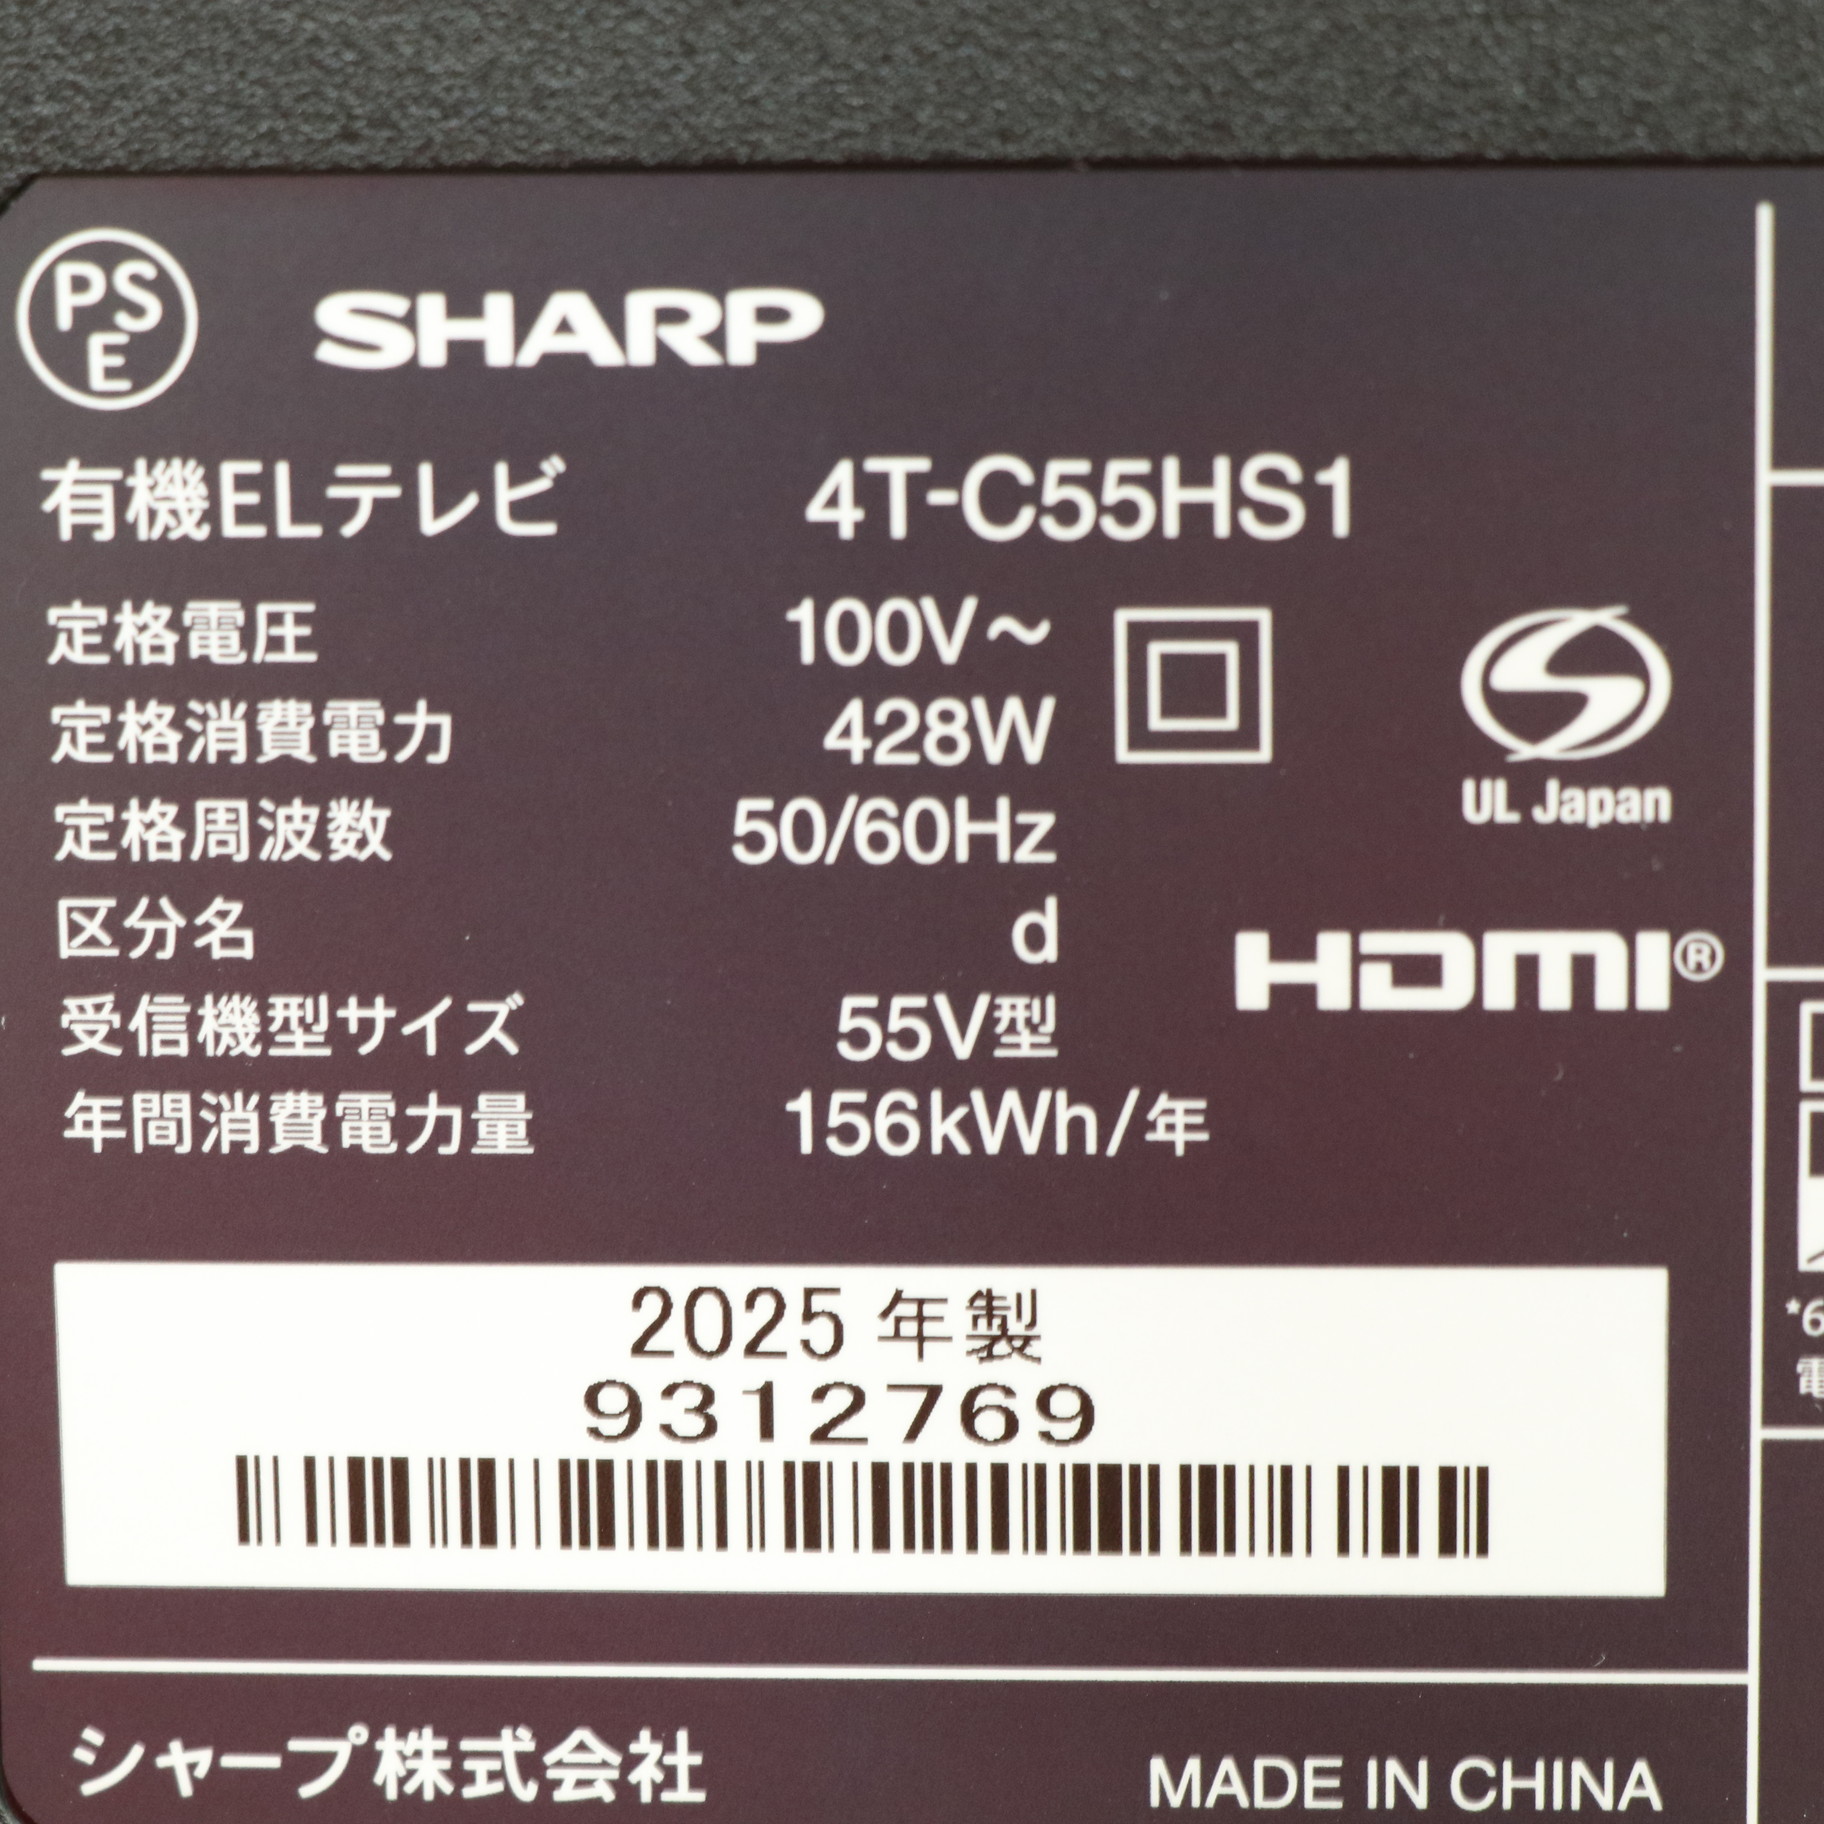 PS
E
SHARP
有機ELテレビ 4T-C55HS1
定格電圧 100V～
定格消費電力 428W
定格周波数 50/60Hz
区分名 d
受信機型サイズ 55V型
年間消費電力量 156kWh/年
UL Japan
HDMI®
2025 年製
9312769
シャープ株式会社
MADE IN CHINA
*6
電